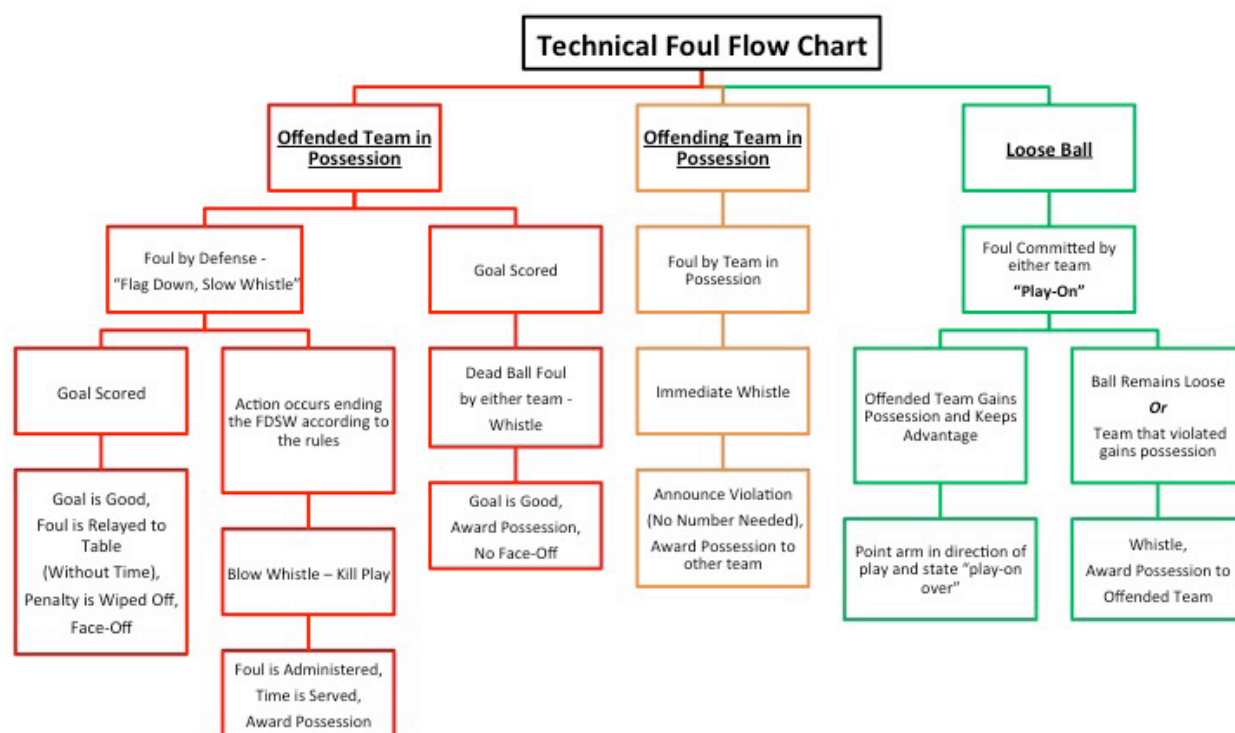 Technical Foul Flow Chart
Offended Team in
Possession
Offending Team in
Possession
Loose Ball
Foul by Defense -
“Flag Down, Slow Whistle”
Goal Scored
Foul by Team in
Possession
Foul Committed by
either team
“Play-On”
Goal Scored
Action occurs ending
the FDSW according to
the rules
Dead Ball Foul
by either team -
Whistle
Immediate Whistle
Offended Team Gains
Possession and Keeps
Advantage
Ball Remains Loose
Or
Team that violated
gains possession
Goal is Good,
Foul is Relayed to
Table
(Without Time),
Penalty is Wiped Off,
Face-Off
Blow Whistle – Kill Play
Goal is Good,
Award Possession,
No Face-Off
Announce Violation
(No Number Needed),
Award Possession to
other team
Point arm in direction of
play and state “play-on
over”
Whistle,
Award Possession to
Offended Team
Foul is Administered,
Time is Served,
Award Possession